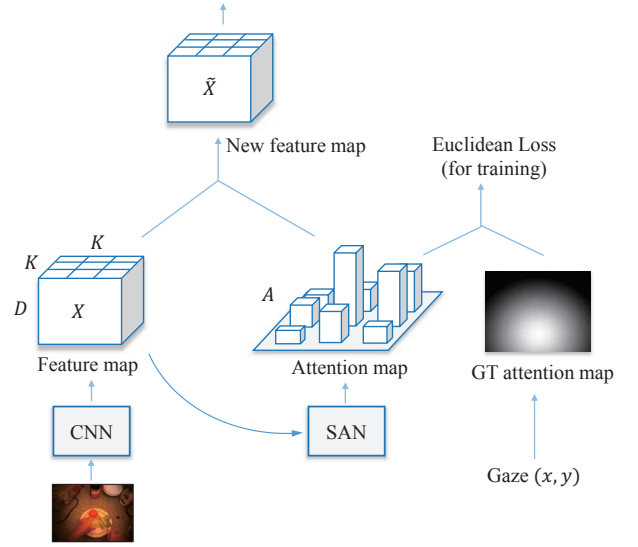 X̃
New feature map
Euclidean Loss
(for training)
K
K
D
X
A
Feature map
Attention map
GT attention map
CNN
SAN
Gaze (x, y)